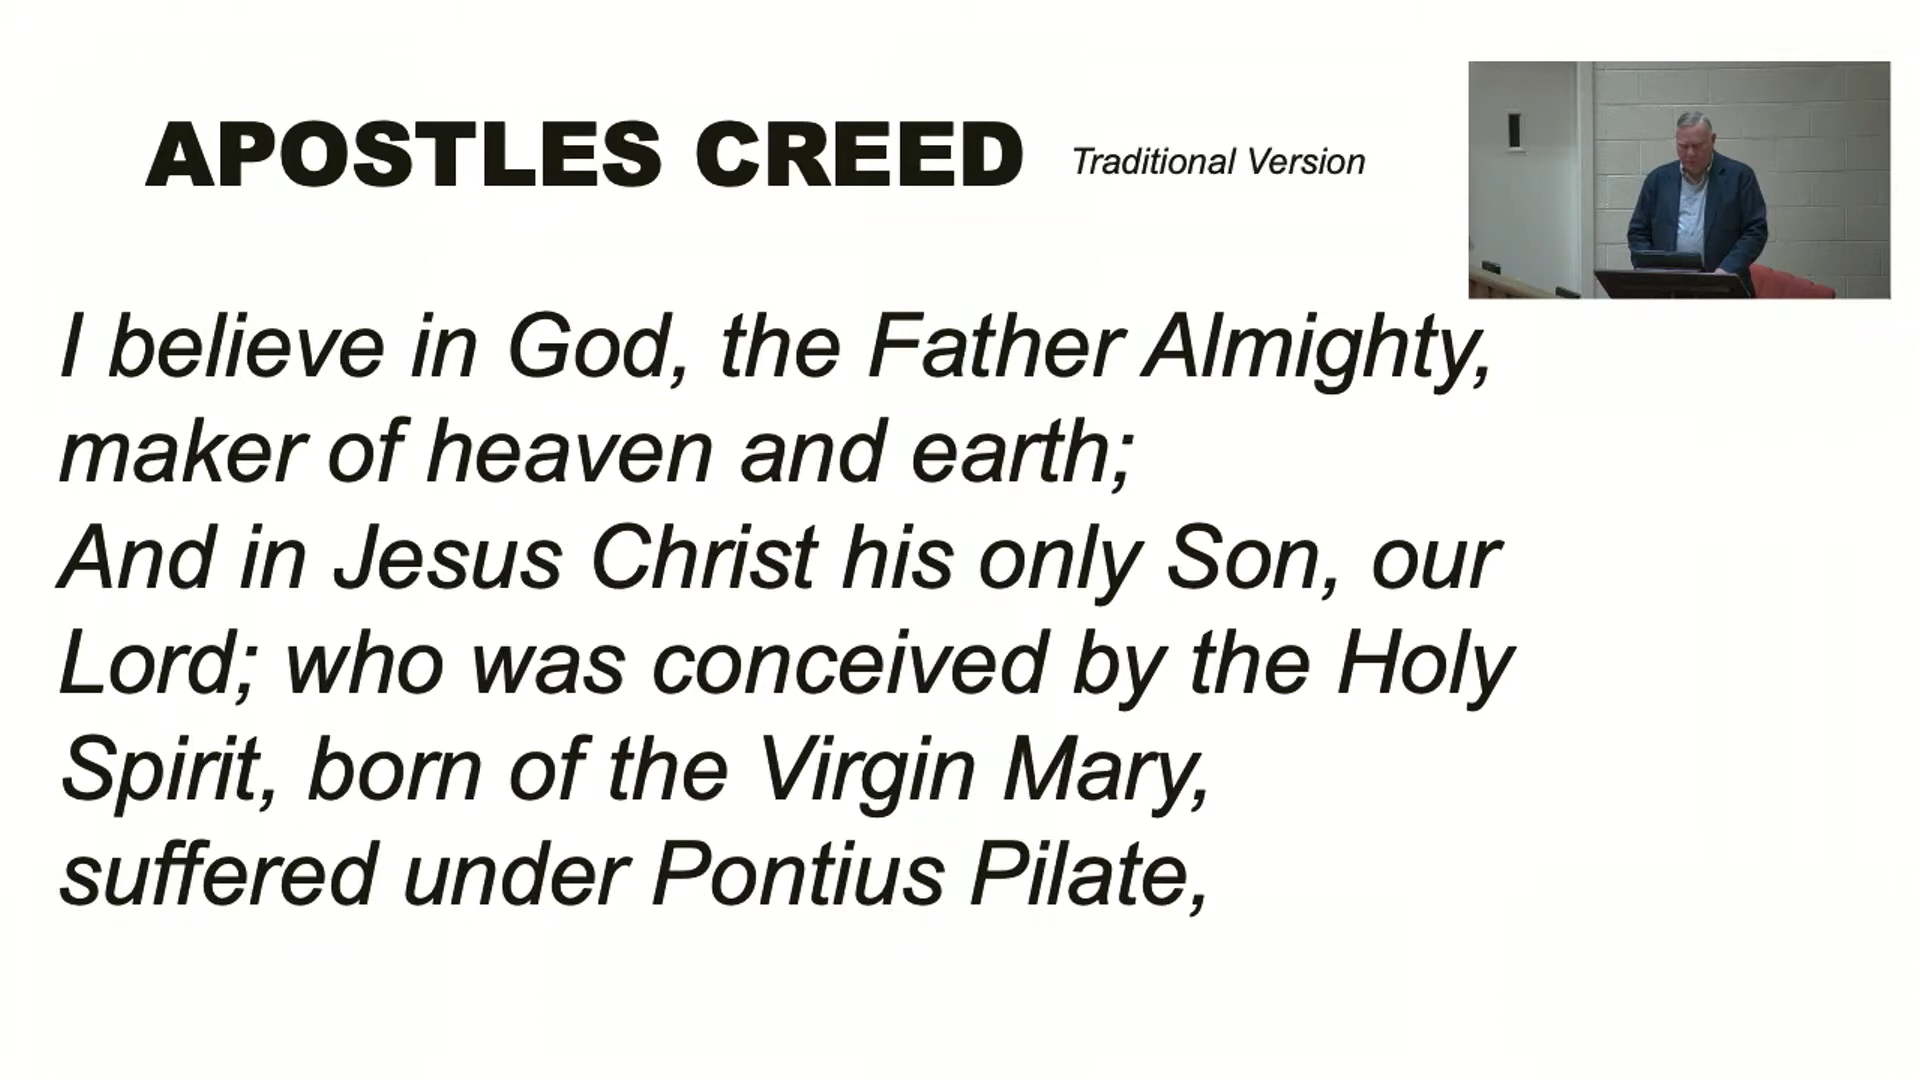 APOSTLES CREED Traditional Version
I believe in God, the Father Almighty,
maker of heaven and earth;
And in Jesus Christ his only Son, our
Lord; who was conceived by the Holy
Spirit, born of the Virgin Mary,
suffered under Pontius Pilate,